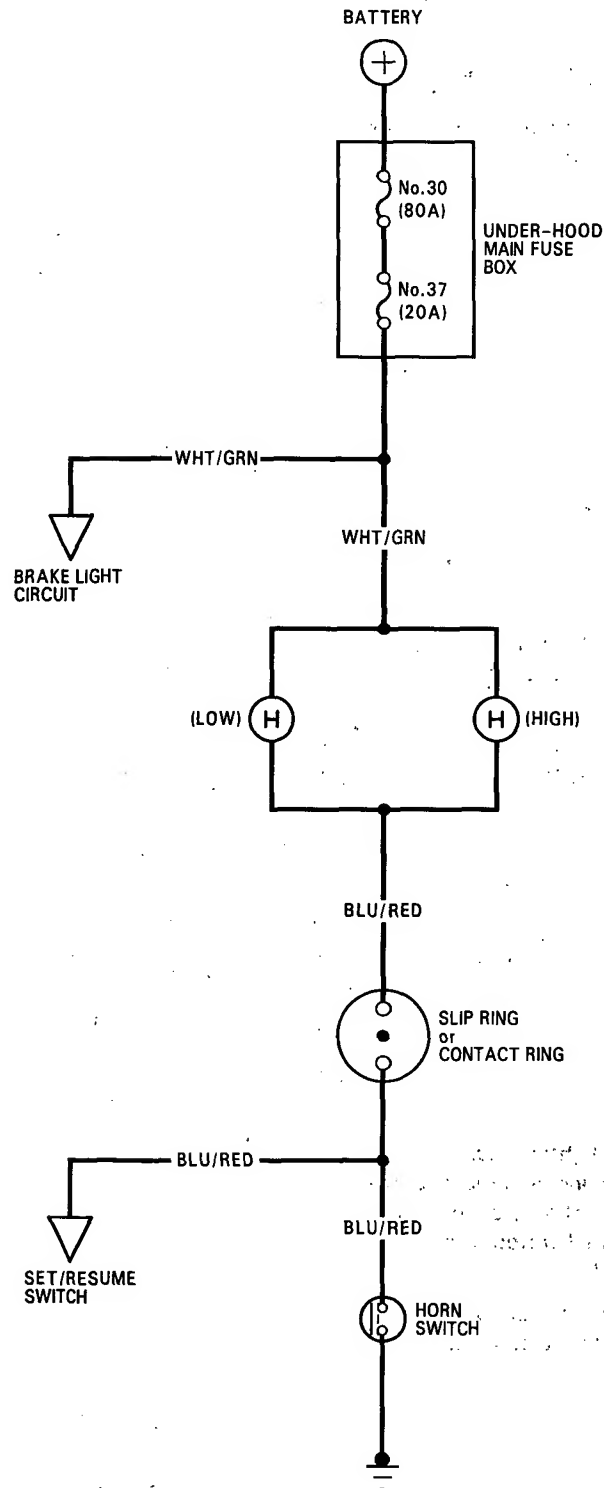 BATTERY
+
No.30
(80A)
UNDER-HOOD
MAIN FUSE
BOX
No.37
(20A)
WHT/GRN
WHT/GRN
BRAKE LIGHT
CIRCUIT
(LOW) H
H (HIGH)
BLU/RED
SLIP RING
or
CONTACT RING
BLU/RED
BLU/RED
SET/RESUME
SWITCH
HORN
SWITCH